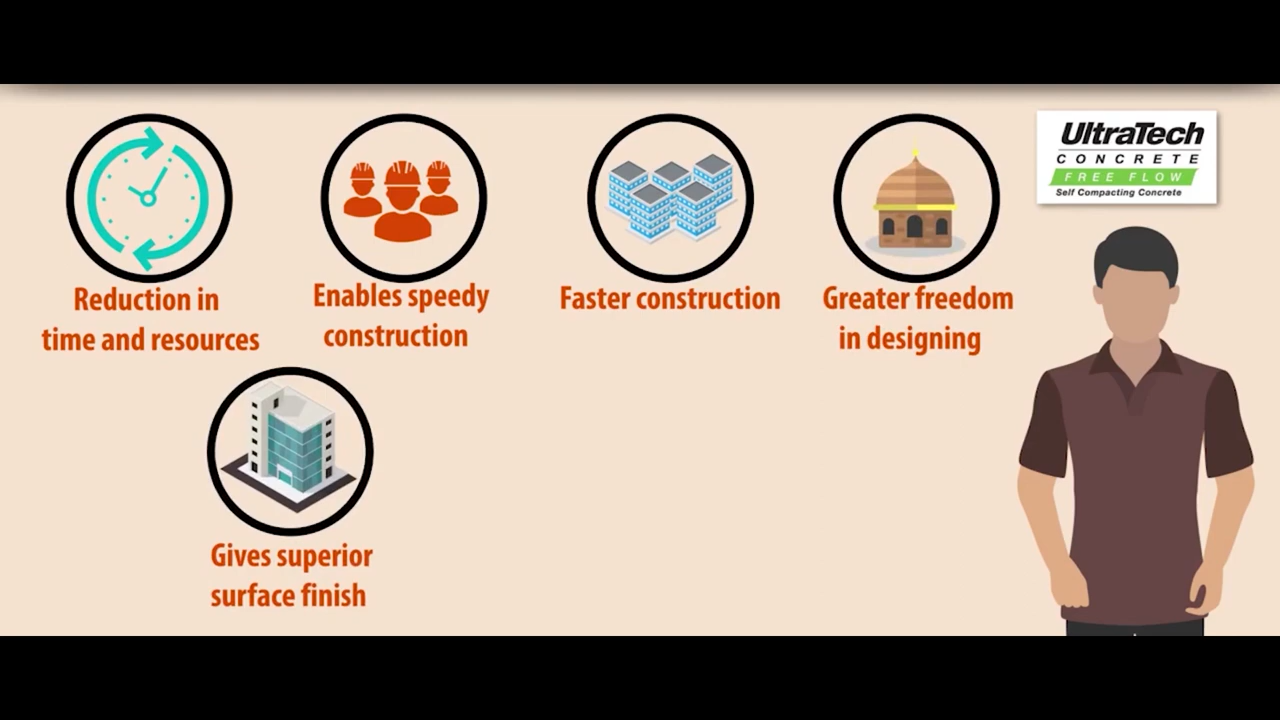 UltraTech
CONCRETE
FREE FLOW
Self Compacting Concrete
Reduction in
time and resources
Enables speedy
construction
Faster construction
Greater freedom
in designing
Gives superior
surface finish